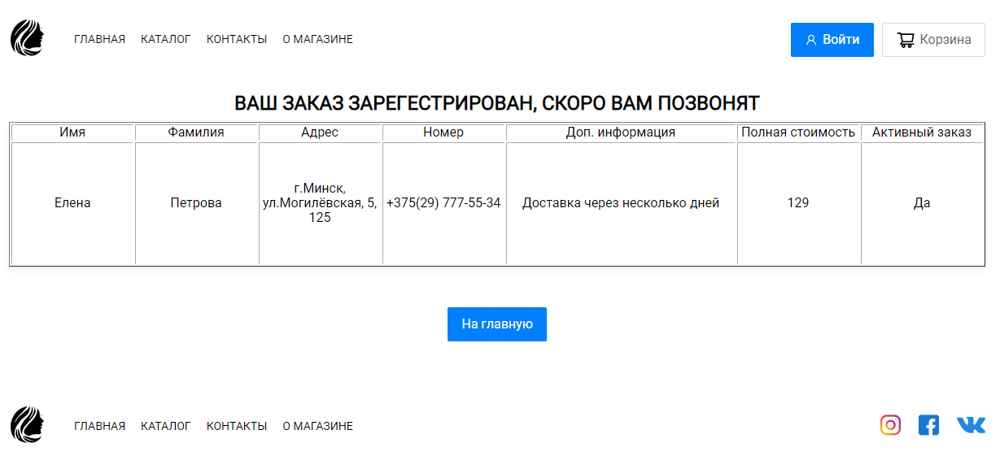 ГЛАВНАЯ КАТАЛОГ КОНТАКТЫ О МАГАЗИНЕ Войти Корзина
ВАШ ЗАКАЗ ЗАРЕГЕСТРИРОВАН, СКОРО ВАМ ПОЗВОНЯТ
Имя Фамилия Адрес Номер Доп. информация Полная стоимость Активный заказ
Елена Петрова г.Минск, ул.Могилёвская, 5, 125 +375(29) 777-55-34 Доставка через несколько дней 129 Да
На главную
ГЛАВНАЯ КАТАЛОГ КОНТАКТЫ О МАГАЗИНЕ